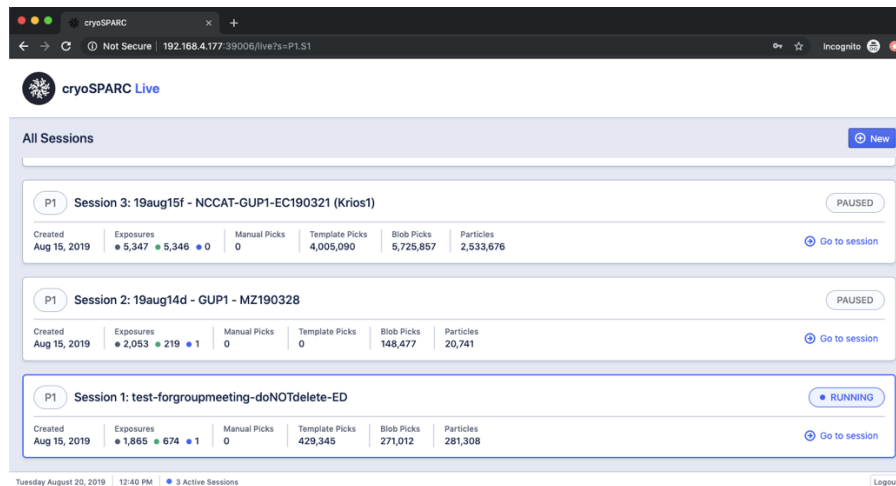 cryoSPARC × +
Not Secure | 192.168.4.177:39006/live?s=P1.S1 Incognito
cryoSPARC Live
All Sessions New
P1 Session 3: 19aug15f - NCCAT-GUP1-EC190321 (Krios1) PAUSED
Created Exposures Manual Picks Template Picks Blob Picks Particles
Aug 15, 2019 5,347 5,346 0 0 4,005,090 5,725,857 2,533,676 Go to session
P1 Session 2: 19aug14d - GUP1 - MZ190328 PAUSED
Created Exposures Manual Picks Template Picks Blob Picks Particles
Aug 15, 2019 2,053 219 1 0 0 148,477 20,741 Go to session
P1 Session 1: test-forgroupmeeting-doNOTdelete-ED RUNNING
Created Exposures Manual Picks Template Picks Blob Picks Particles
Aug 15, 2019 1,865 674 1 0 429,345 271,012 281,308 Go to session
Tuesday August 20, 2019 12:40 PM 3 Active Sessions Logou